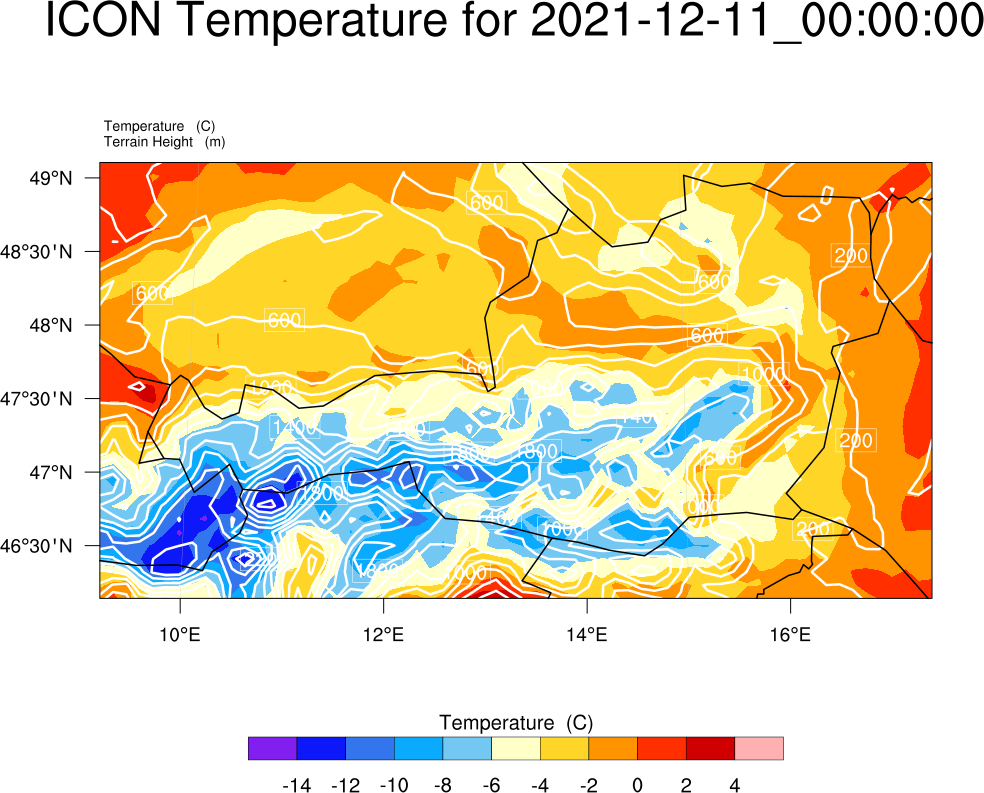 ICON Temperature for 2021-12-11_00:00:00
Temperature (C)
Terrain Height (m)
49°N
48°30'N
48°N
47°30'N
47°N
46°30'N
600
200
600
600
600
600
1000
1000
1400
200
1800
1800
200
1000
1000
10°E 12°E 14°E 16°E
Temperature (C)
-14 -12 -10 -8 -6 -4 -2 0 2 4